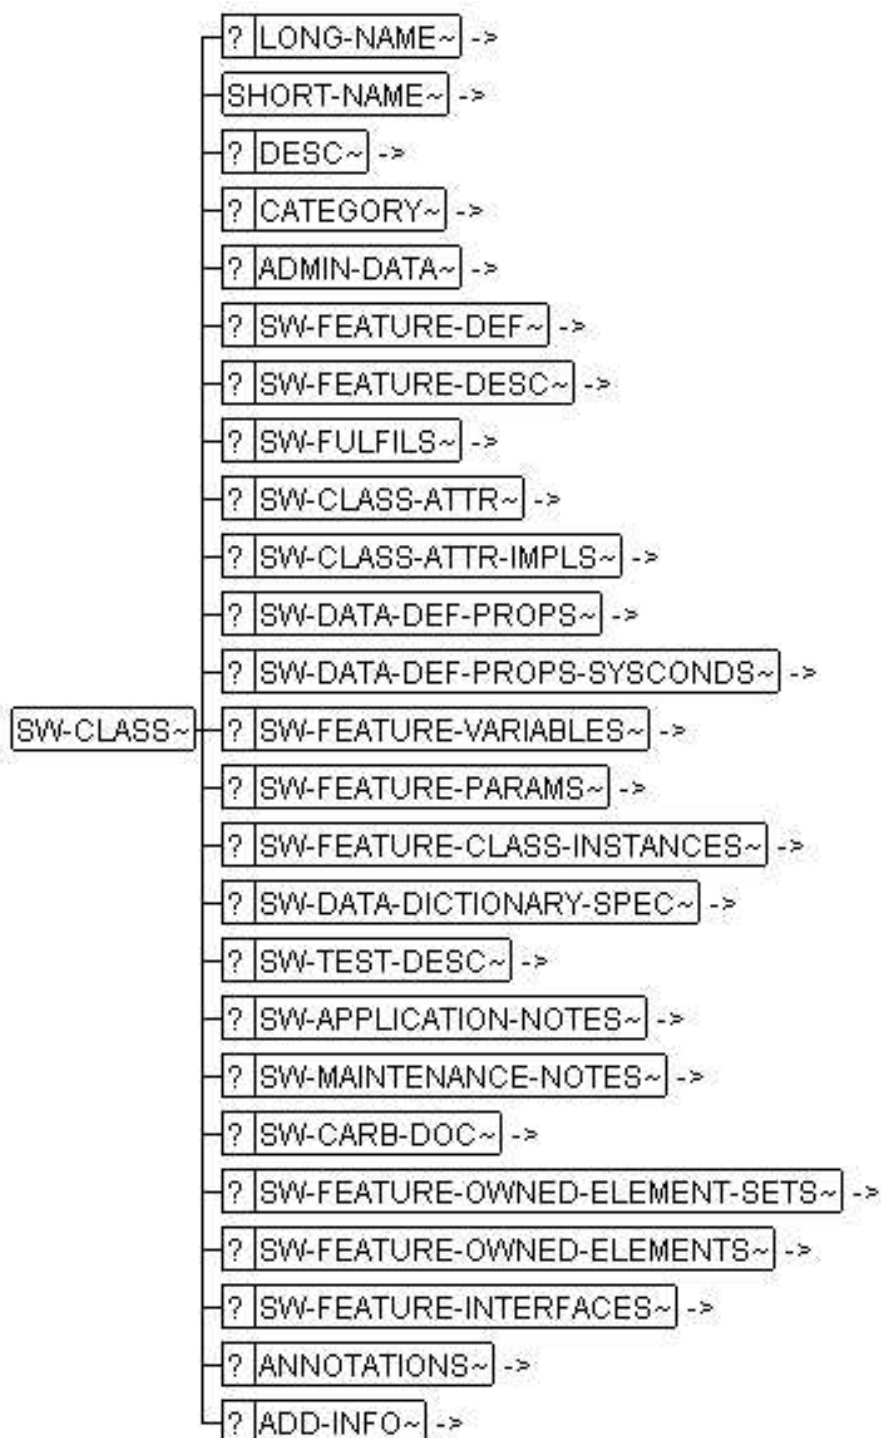 ? LONG-NAME~ ->
SHORT-NAME~ ->
? DESC~ ->
? CATEGORY~ ->
? ADMIN-DATA~ ->
? SW-FEATURE-DEF~ ->
? SW-FEATURE-DESC~ ->
? SW-FULFILS~ ->
? SW-CLASS-ATTR~ ->
? SW-CLASS-ATTR-IMPLS~ ->
? SW-DATA-DEF-PROPS~ ->
? SW-DATA-DEF-PROPS-SYSCONDS~ ->
SW-CLASS~ ? SW-FEATURE-VARIABLES~ ->
? SW-FEATURE-PARAMS~ ->
? SW-FEATURE-CLASS-INSTANCES~ ->
? SW-DATA-DICTIONARY-SPEC~ ->
? SW-TEST-DESC~ ->
? SW-APPLICATION-NOTES~ ->
? SW-MAINTENANCE-NOTES~ ->
? SW-CARB-DOC~ ->
? SW-FEATURE-OWNED-ELEMENT-SETS~ ->
? SW-FEATURE-OWNED-ELEMENTS~ ->
? SW-FEATURE-INTERFACES~ ->
? ANNOTATIONS~ ->
? ADD-INFO~ ->